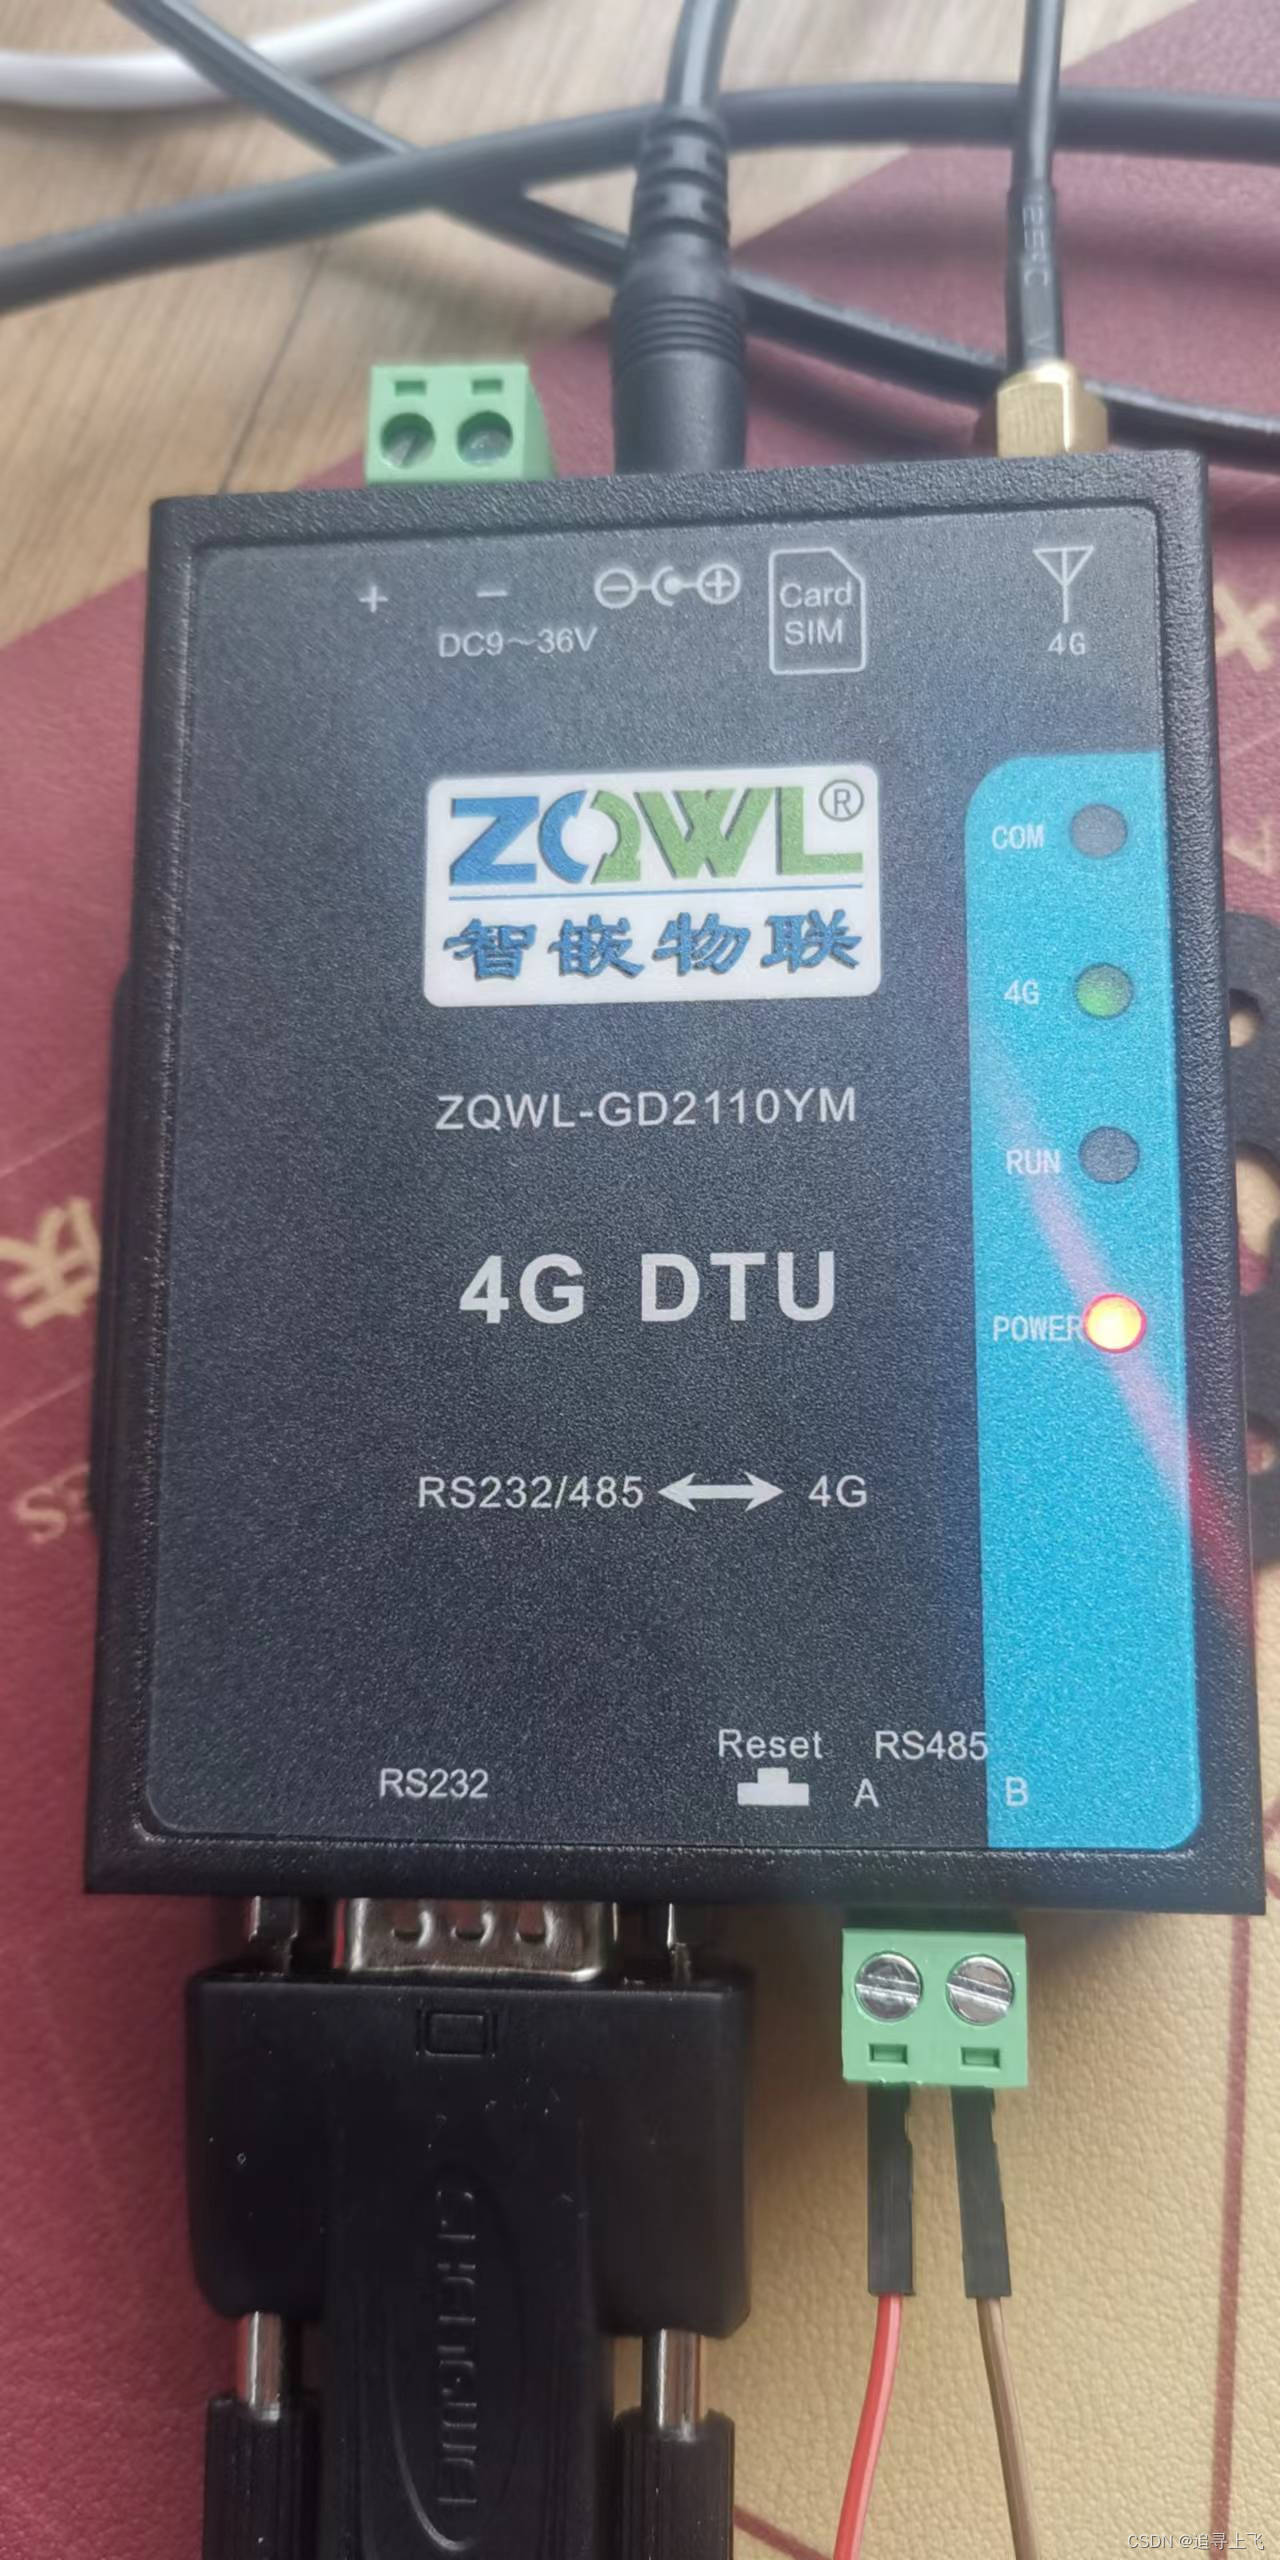 + −
DC9～36V
Card
SIM
4G
ZQWL®
智嵌物联
COM
4G
RUN
POWER
ZQWL-GD2110YM
4G DTU
RS232/485 ⟷ 4G
Reset
RS485
RS232
A
B
CSDN @追寻上飞